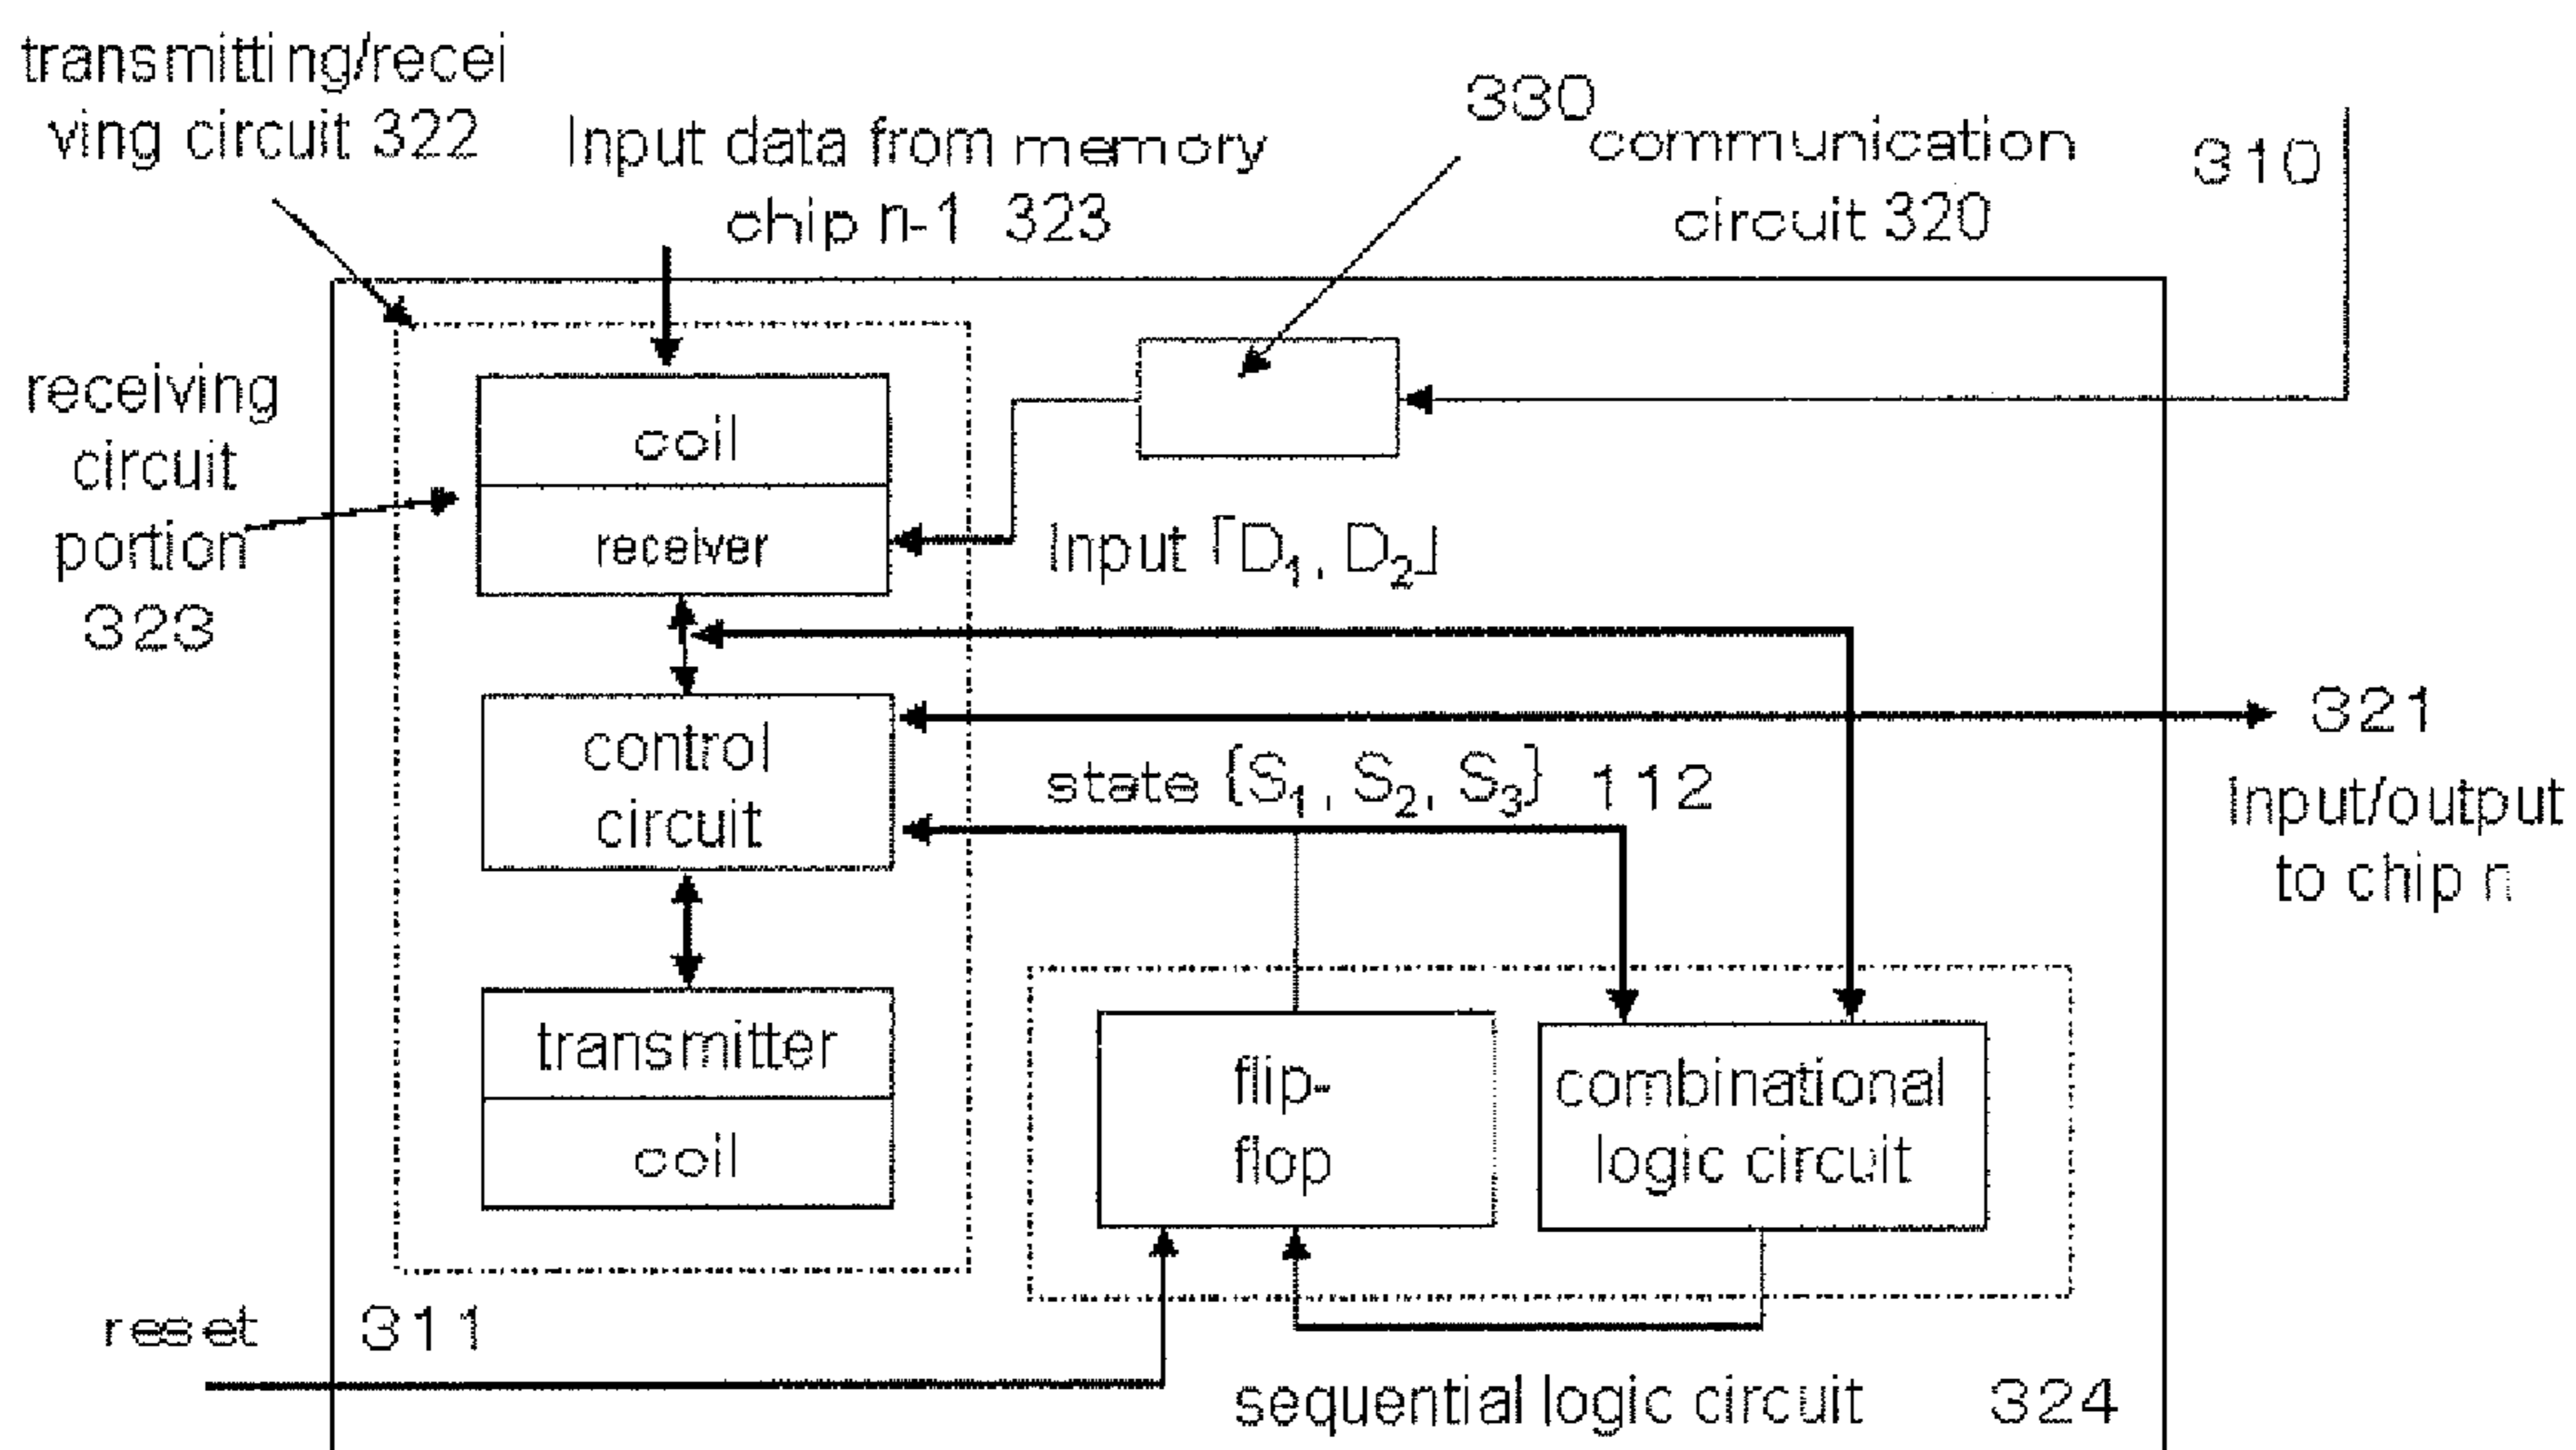 transmitting/recei
ving circuit 322
Input data from memory
chip n-1 323
330
communication
circuit 320
310
receiving
circuit
portion
323
coil
receiver
Input 「D₁, D₂」
control
circuit
321
Input/output
to chip n
state {S₁, S₂, S₃} 112
transmitter
coil
flip-
flop
combinational
logic circuit
reset 311
sequential logic circuit 324